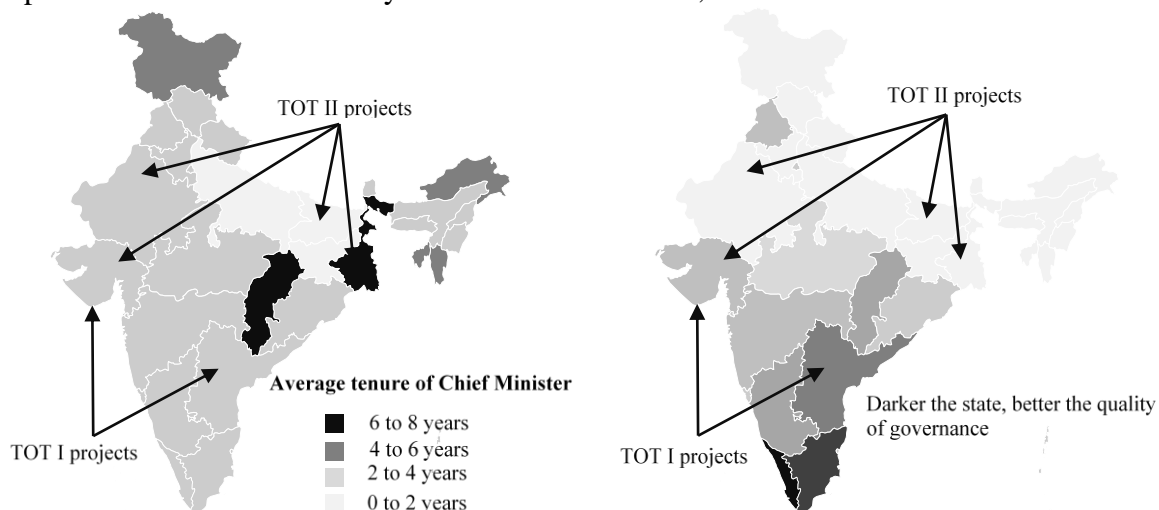 TOT II projects
Average tenure of Chief Minister
6 to 8 years
4 to 6 years
2 to 4 years
0 to 2 years
TOT I projects
TOT II projects
Darker the state, better the quality
of governance
TOT I projects